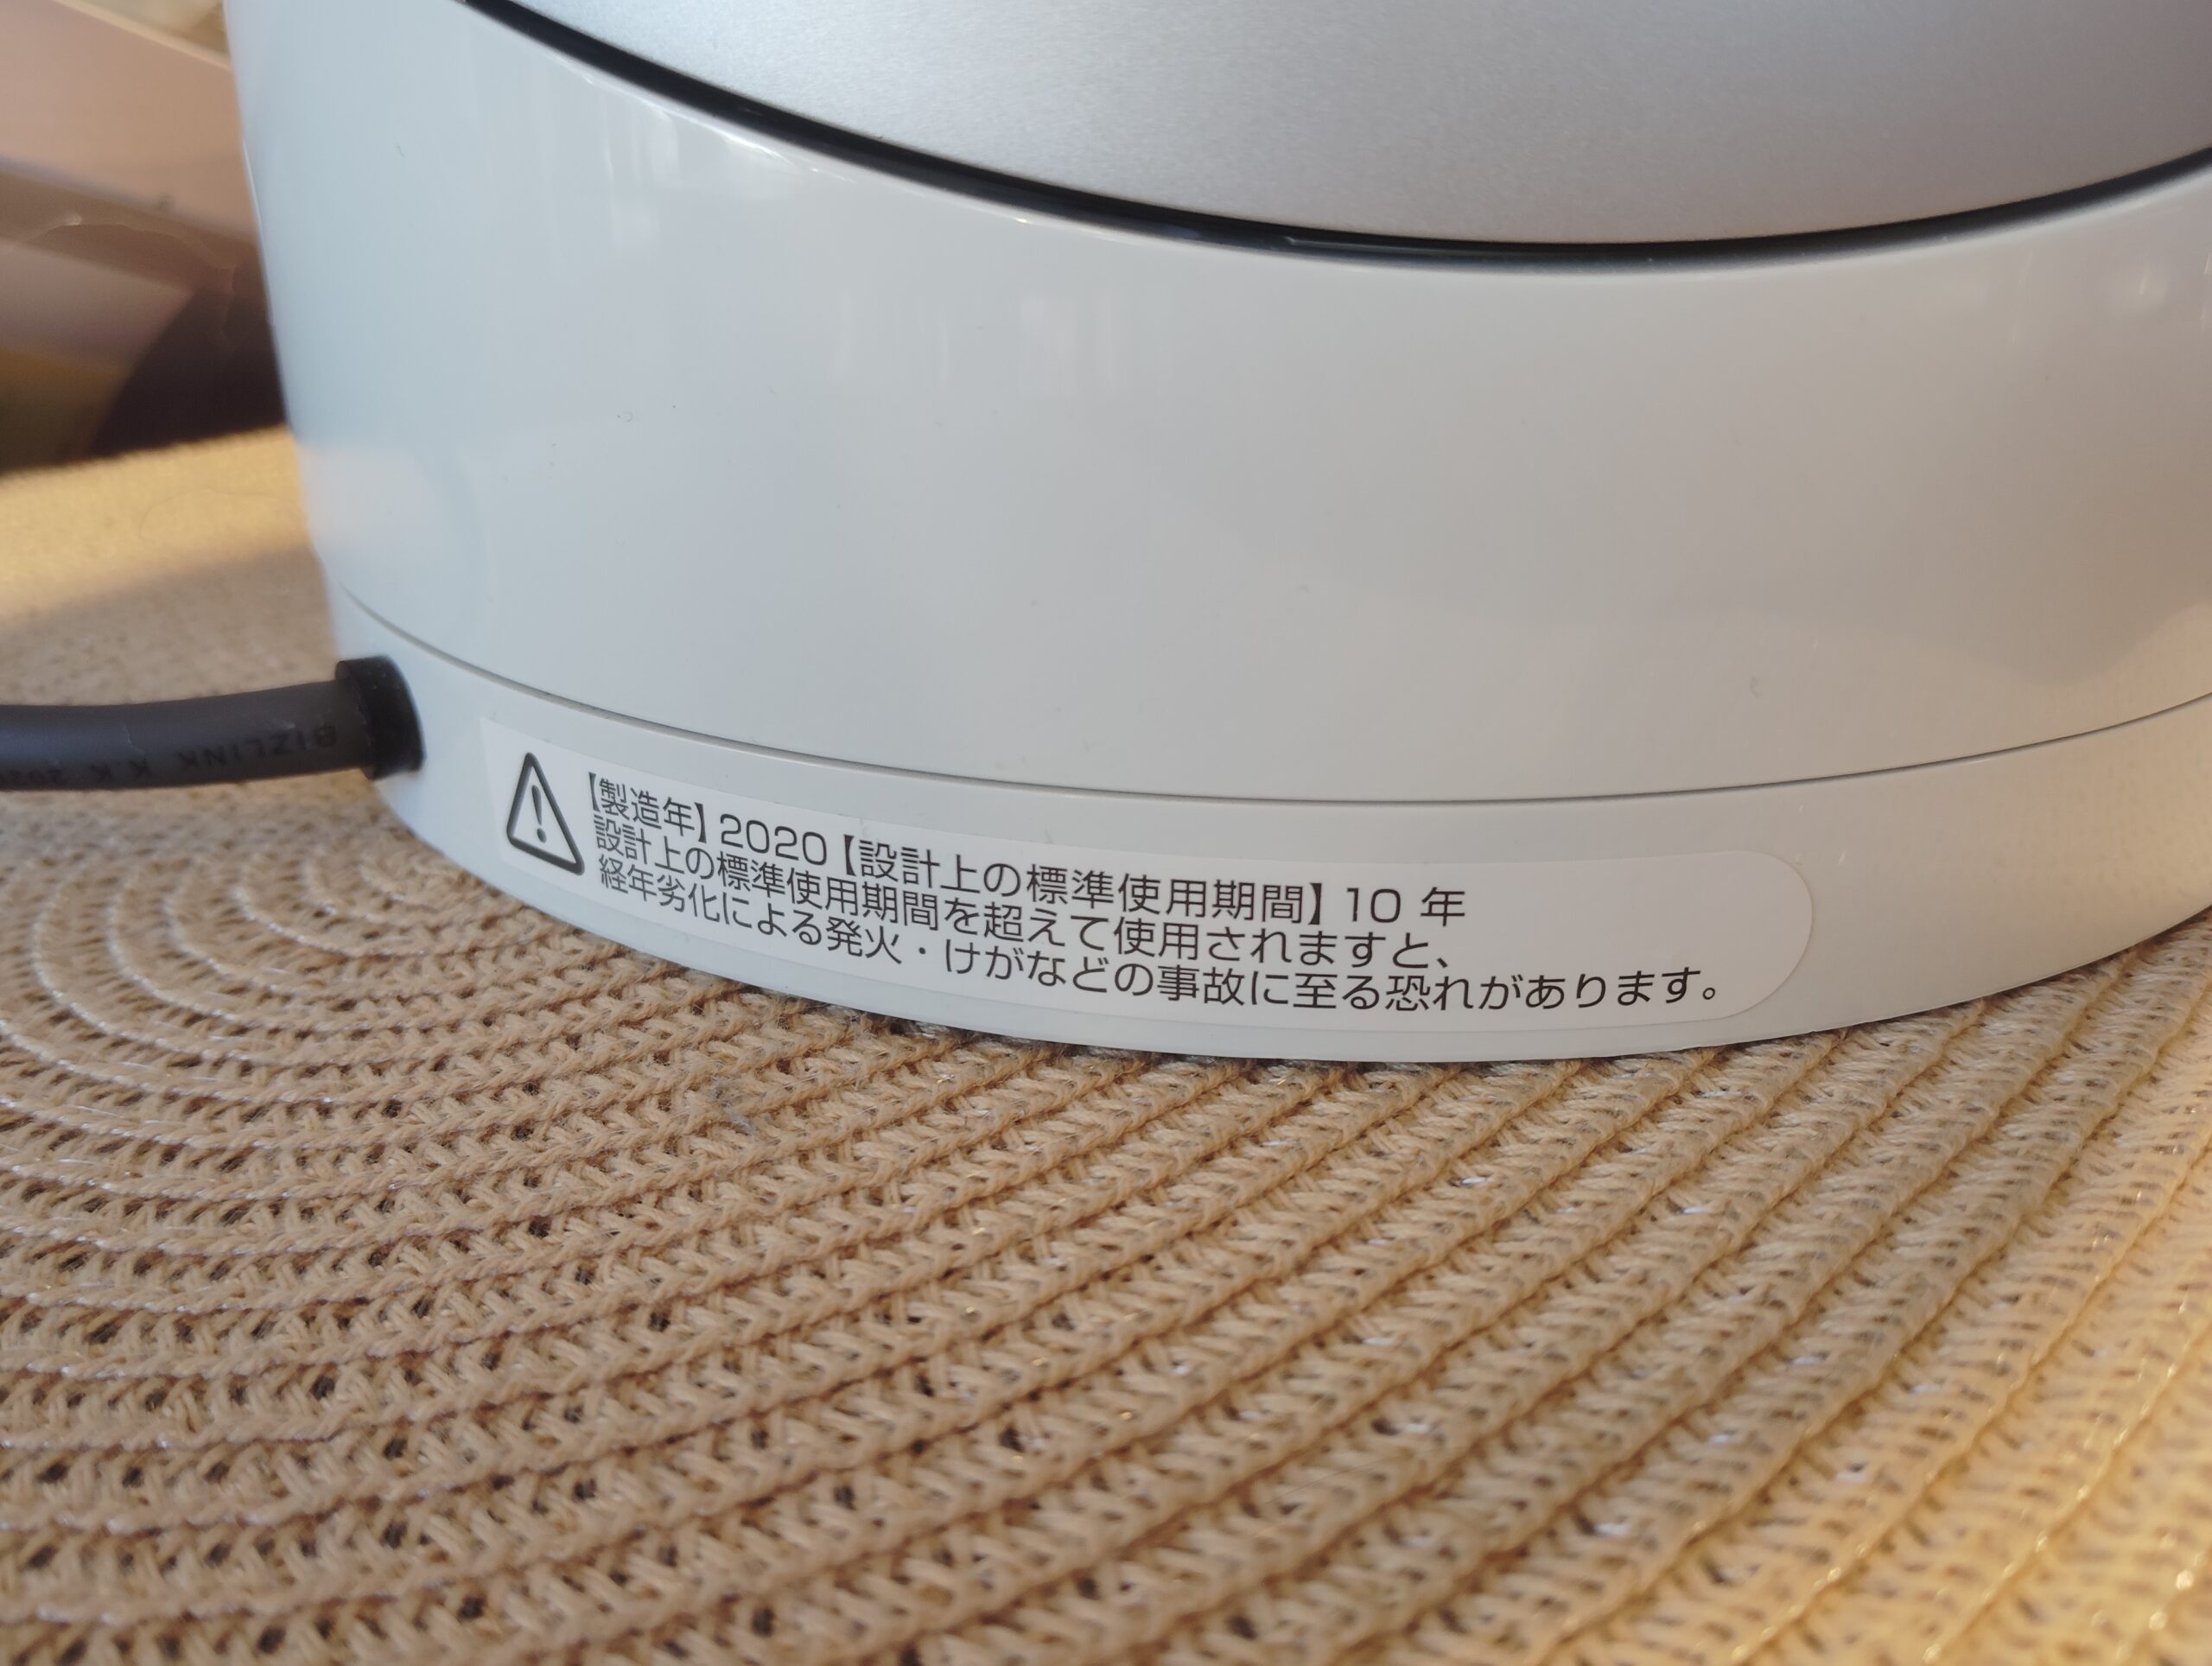 BIZLINK K.K 202
【製造年】2020【設計上の標準使用期間】10 年
設計上の標準使用期間を超えて使用されますと、
経年劣化による発火・けがなどの事故に至る恐れがあります。